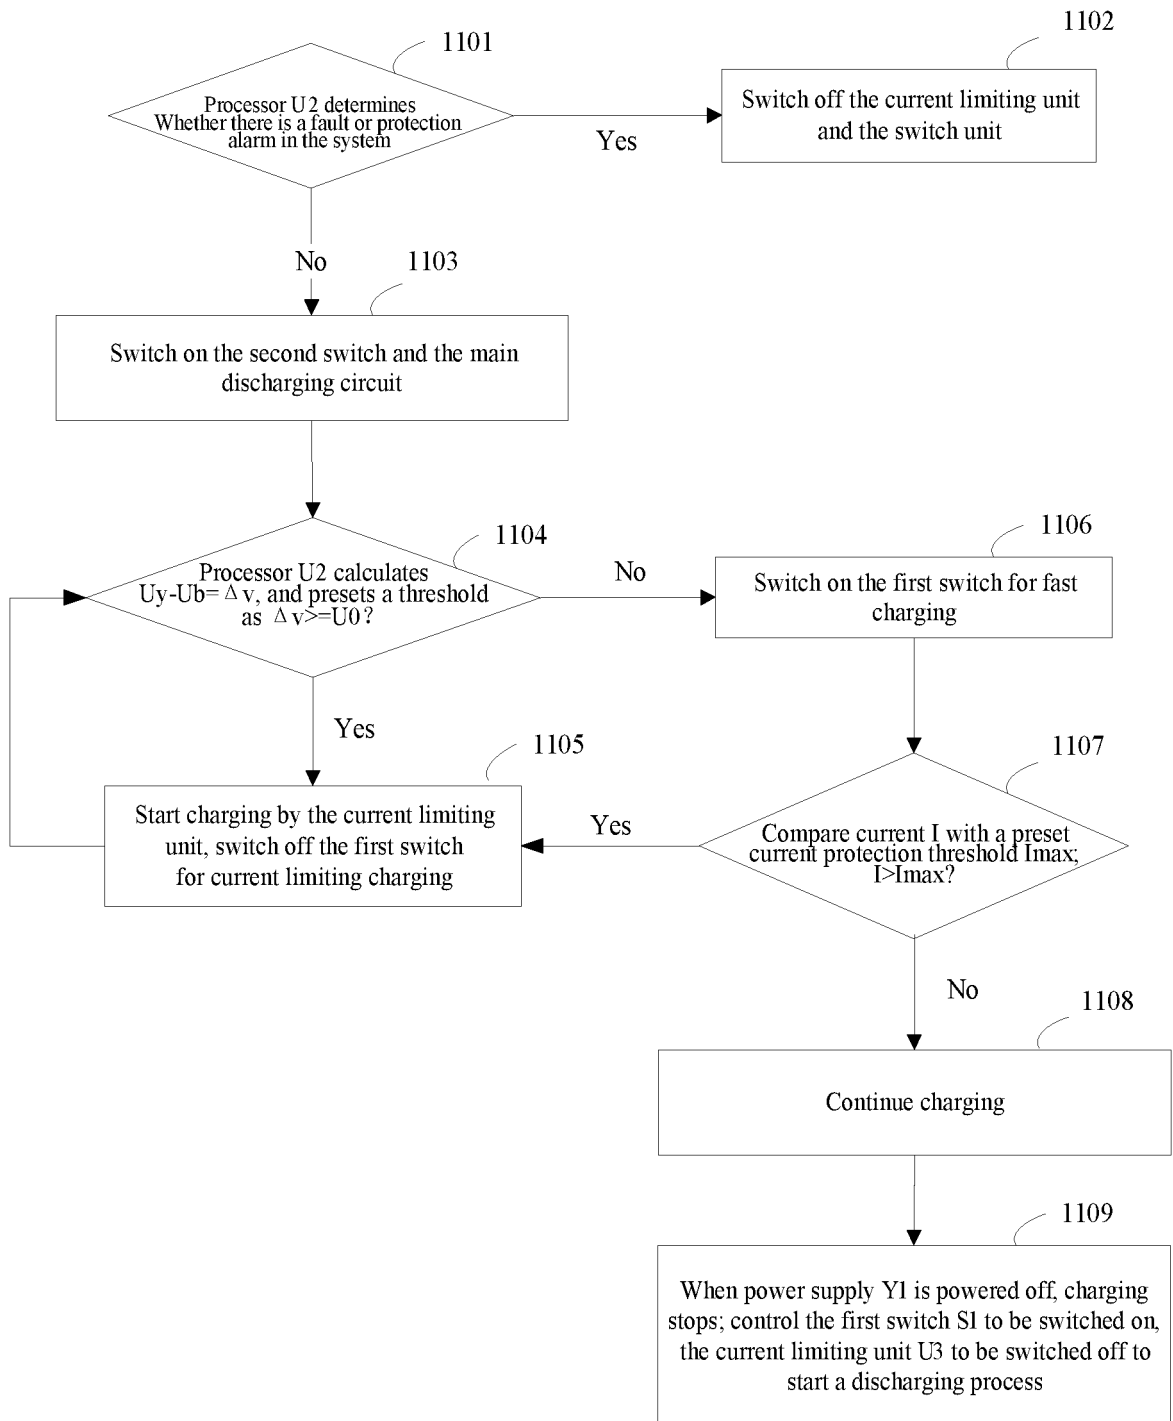 1101
Processor U2 determines
Whether there is a fault or protection
alarm in the system
Yes
1102
Switch off the current limiting unit
and the switch unit
No
1103
Switch on the second switch and the main
discharging circuit
1104
Processor U2 calculates
Uy-Ub=Δv, and presets a threshold
as Δv>=U0?
No
1106
Switch on the first switch for fast
charging
Yes
1105
Start charging by the current limiting
unit, switch off the first switch
for current limiting charging
Yes
1107
Compare current I with a preset
current protection threshold Imax;
I>Imax?
No
1108
Continue charging
1109
When power supply Y1 is powered off, charging
stops; control the first switch S1 to be switched on,
the current limiting unit U3 to be switched off to
start a discharging process